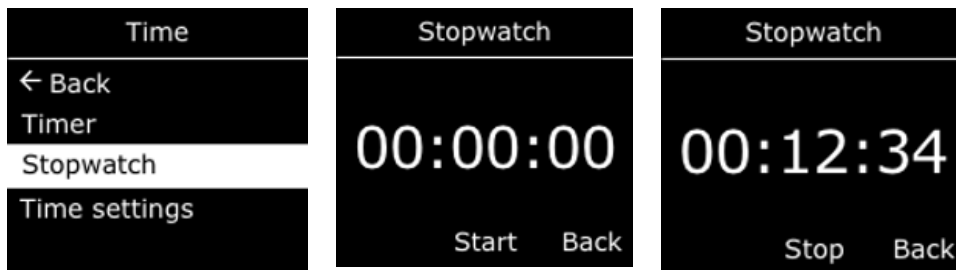 Time
← Back
Timer
Stopwatch
Time settings
Stopwatch
00:00:00
Start Back
Stopwatch
00:12:34
Stop Back